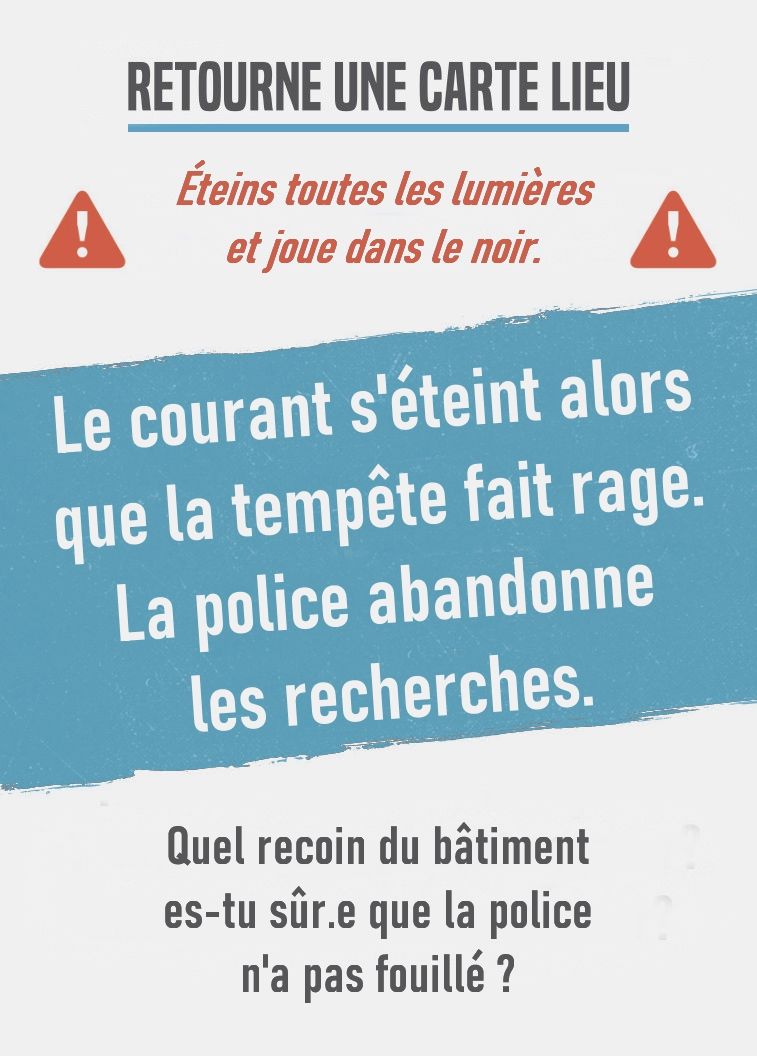 RETOURNE UNE CARTE LIEU
Éteins toutes les lumières
et joue dans le noir.
Le courant s'éteint alors
que la tempête fait rage.
La police abandonne
les recherches.
Quel recoin du bâtiment
es-tu sûr.e que la police
n'a pas fouillé ?